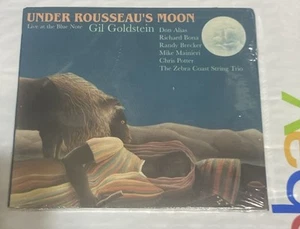 UNDER ROUSSEAU'S MOON
Live at the Blue Note
Gil Goldstein
Don Alias
Richard Bona
Randy Brecker
Mike Mainieri
Chris Potter
The Zebra Coast String Trio
eb